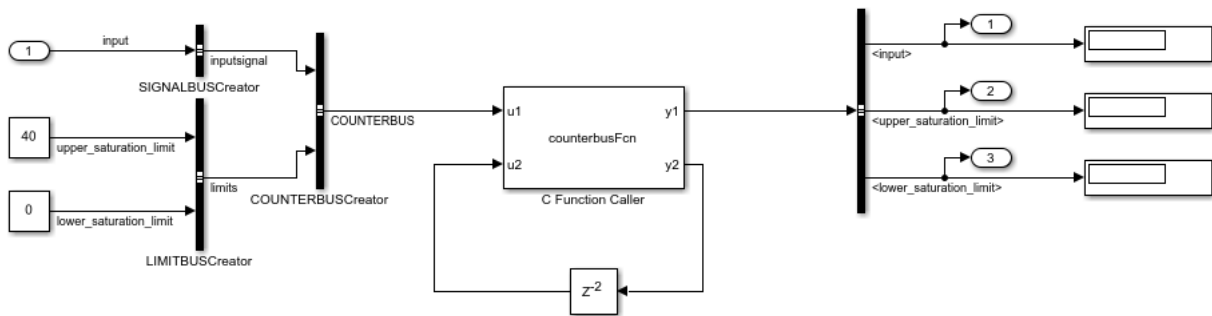 1
input
inputsignal
SIGNALBUSCreator
40
upper_saturation_limit
limits
0
lower_saturation_limit
LIMITBUSCreator
COUNTERBUS
COUNTERBUSCreator
u1
y1
counterbusFcn
u2
y2
C Function Caller
Z-2
1
<input>
2
<upper_saturation_limit>
3
<lower_saturation_limit>